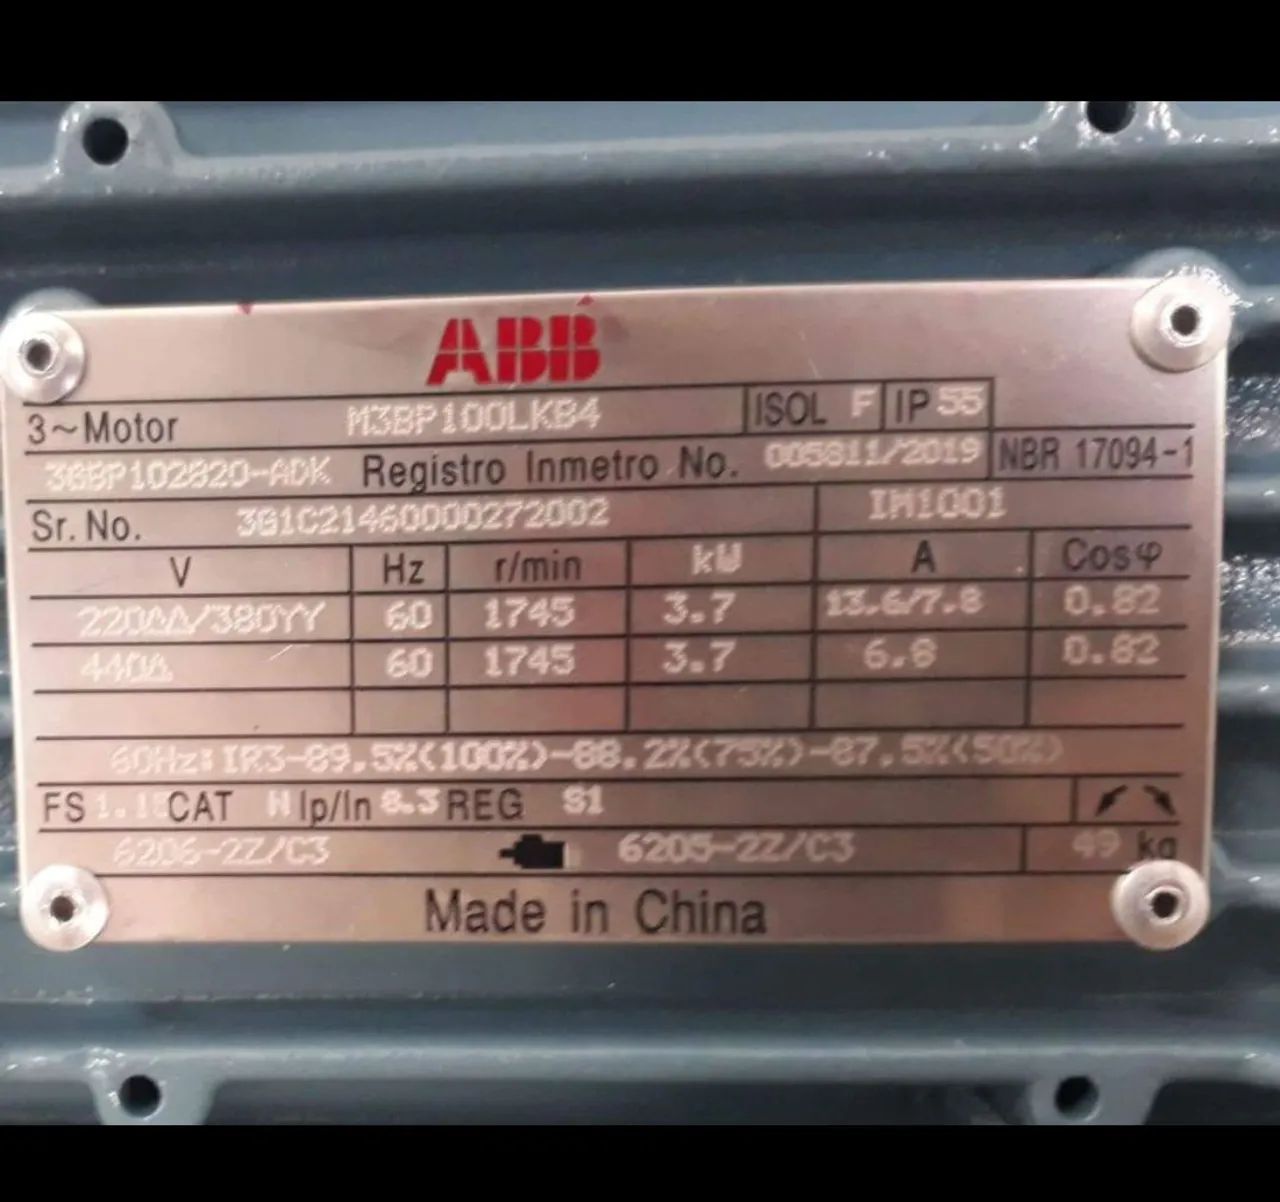 ABB
3~Motor M3BP100LKB4 ISOL F IP 55
3GBP102820-ADK Registro Inmetro No. 005811/2019 NBR 17094-1
Sr. No. 3G1C21460000272002 IM1001
V Hz r/min kW A Cosφ
220ΔΔ/380YY 60 1745 3.7 13.6/7.8 0.82
440Δ 60 1745 3.7 6.8 0.82
60Hz:IR3-89.5%(100%)-88.2%(75%)-87.5%(50%)
FS CAT N Ip/In 8.3 REG S1
6206-2Z/C3 6205-2Z/C3 49 kg
Made in China